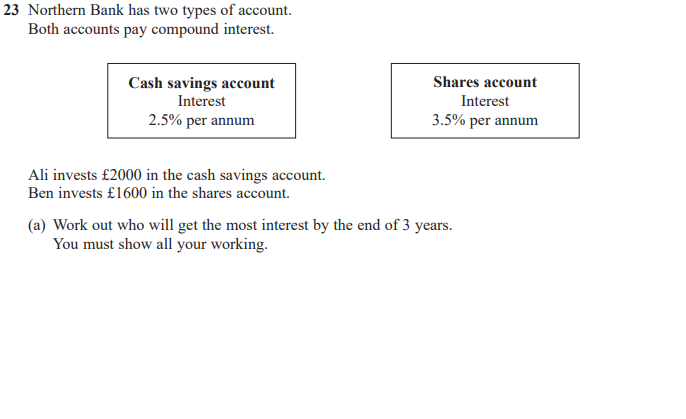 23 Northern Bank has two types of account.
Both accounts pay compound interest.
Cash savings account
Interest
2.5% per annum
Shares account
Interest
3.5% per annum
Ali invests £2000 in the cash savings account.
Ben invests £1600 in the shares account.
(a) Work out who will get the most interest by the end of 3 years.
You must show all your working.